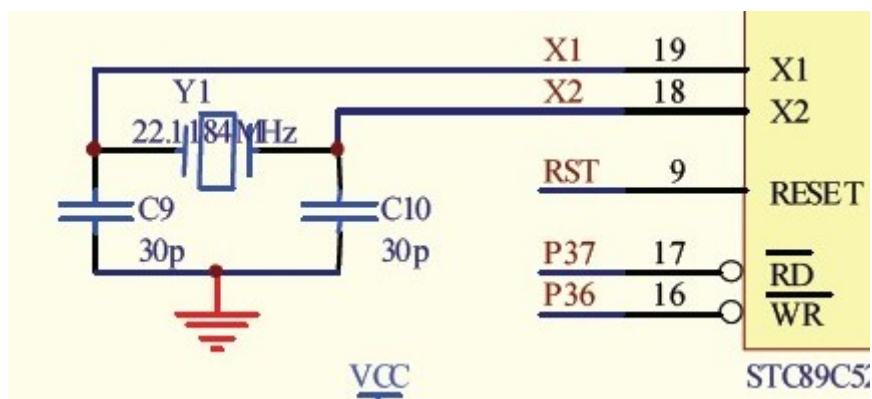 X1 19 X1
Y1 X2 18 X2
22.1184MHz
RST 9 RESET
C9 C10
30p 30p
P37 17 RD
P36 16 WR
VCC STC89C52